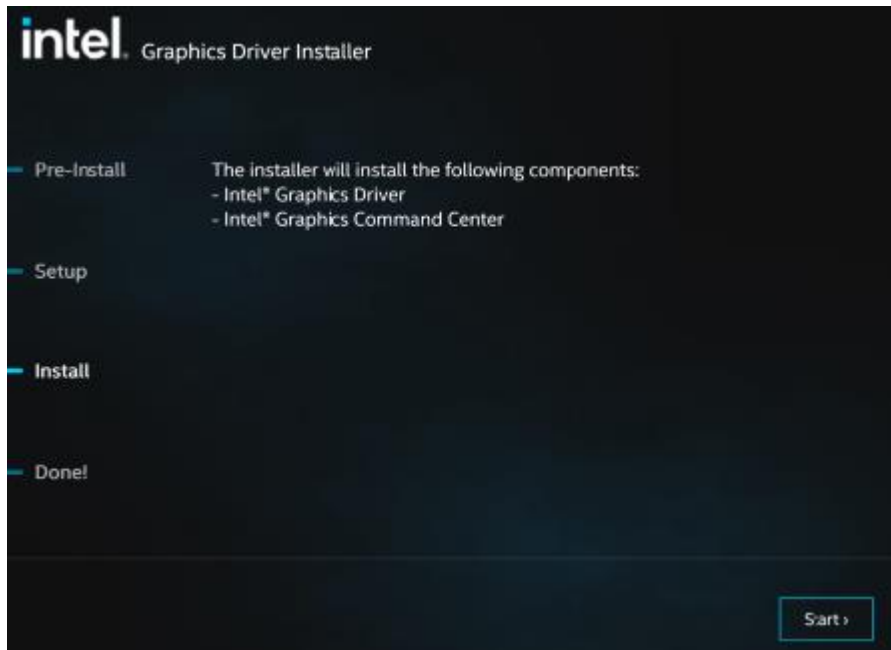 intel. Graphics Driver Installer
Pre-Install
The installer will install the following components:
- Intel® Graphics Driver
- Intel® Graphics Command Center
Setup
Install
Done!
Start ›